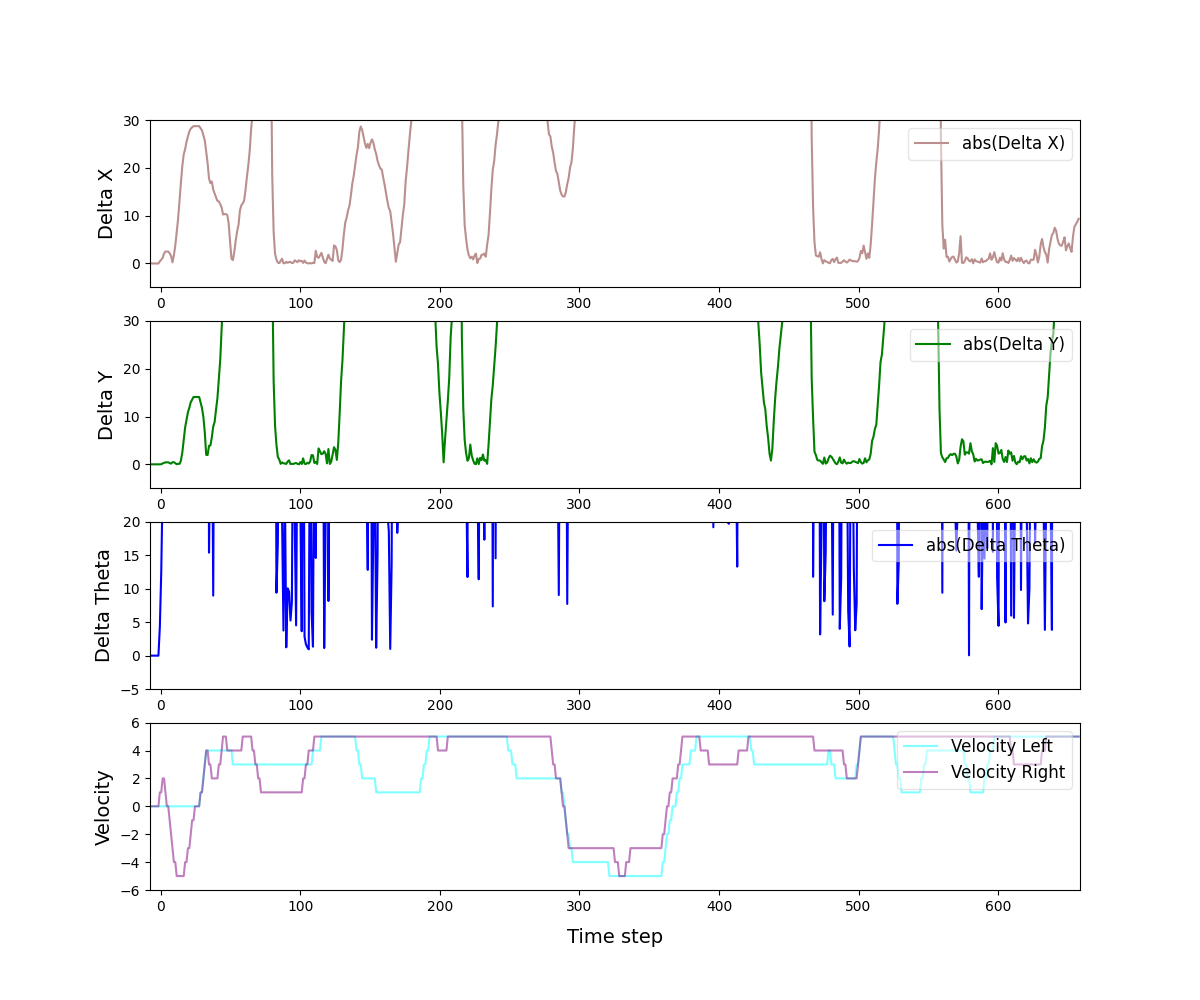 30
20
10
0
Delta X
abs(Delta X)
0 100 200 300 400 500 600
30
20
10
0
Delta Y
abs(Delta Y)
0 100 200 300 400 500 600
20
15
10
5
0
−5
Delta Theta
abs(Delta Theta)
0 100 200 300 400 500 600
6
4
2
0
−2
−4
−6
Velocity
Velocity Left
Velocity Right
0 100 200 300 400 500 600
Time step